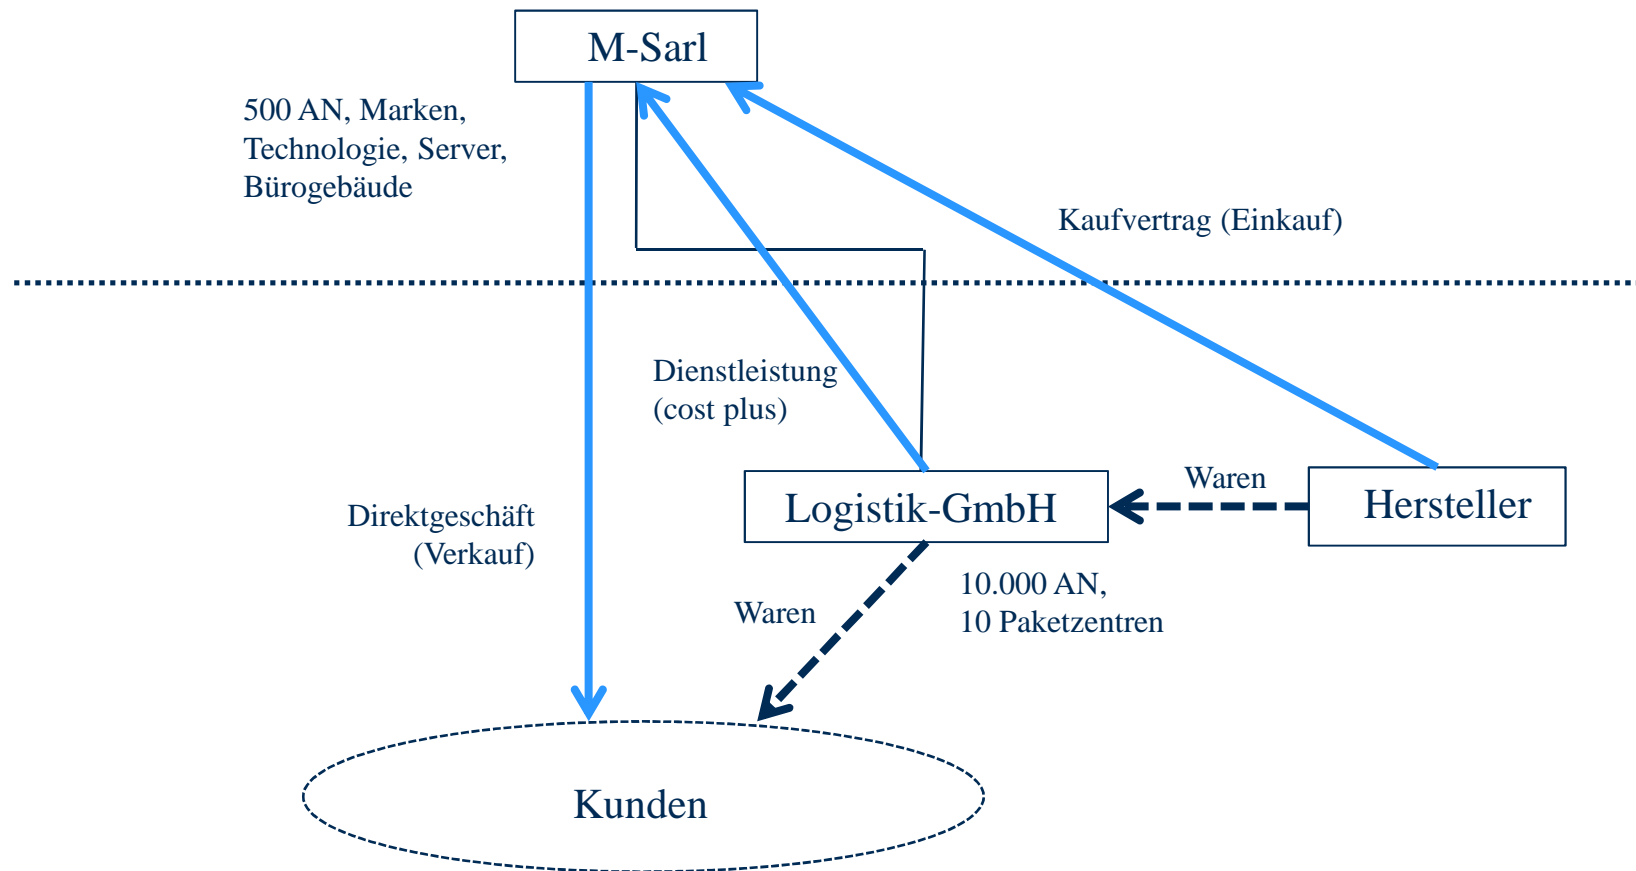 M-Sarl
500 AN, Marken,
Technologie, Server,
Bürogebäude
Kaufvertrag (Einkauf)
Dienstleistung
(cost plus)
Waren
Logistik-GmbH
Hersteller
Direktgeschäft
(Verkauf)
10.000 AN,
10 Paketzentren
Waren
Kunden